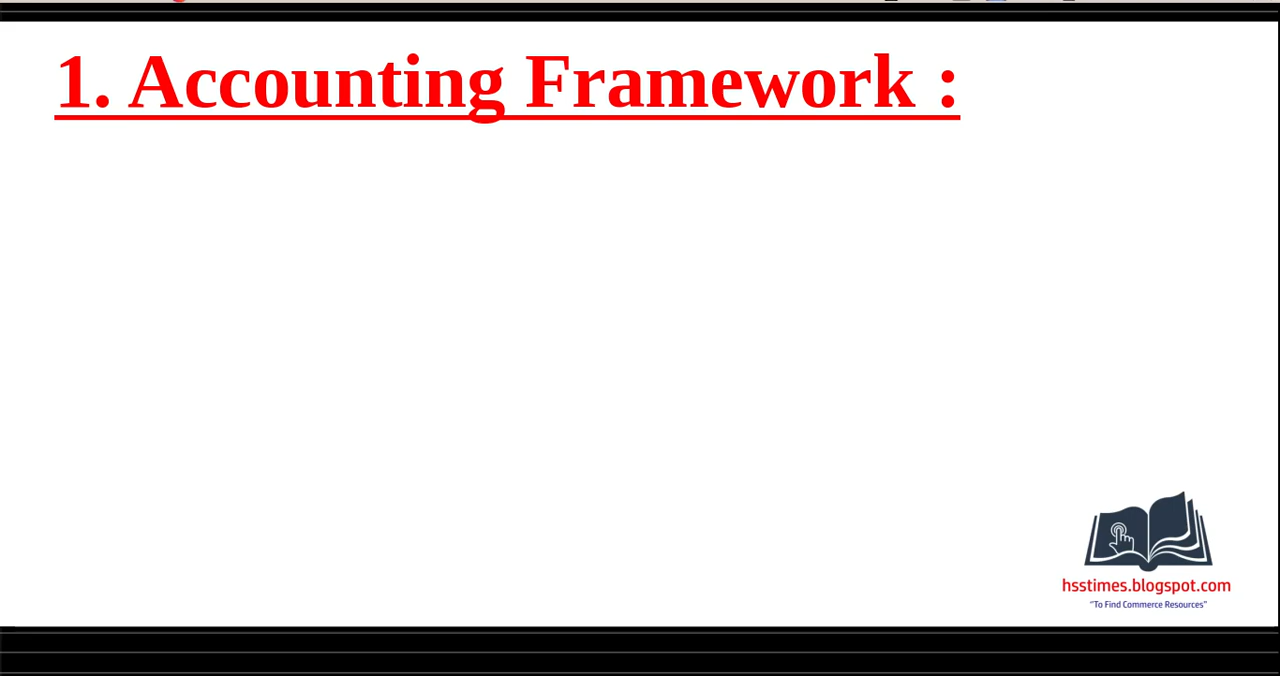 1. Accounting Framework :
hsstimes.blogspot.com
“To Find Commerce Resources”